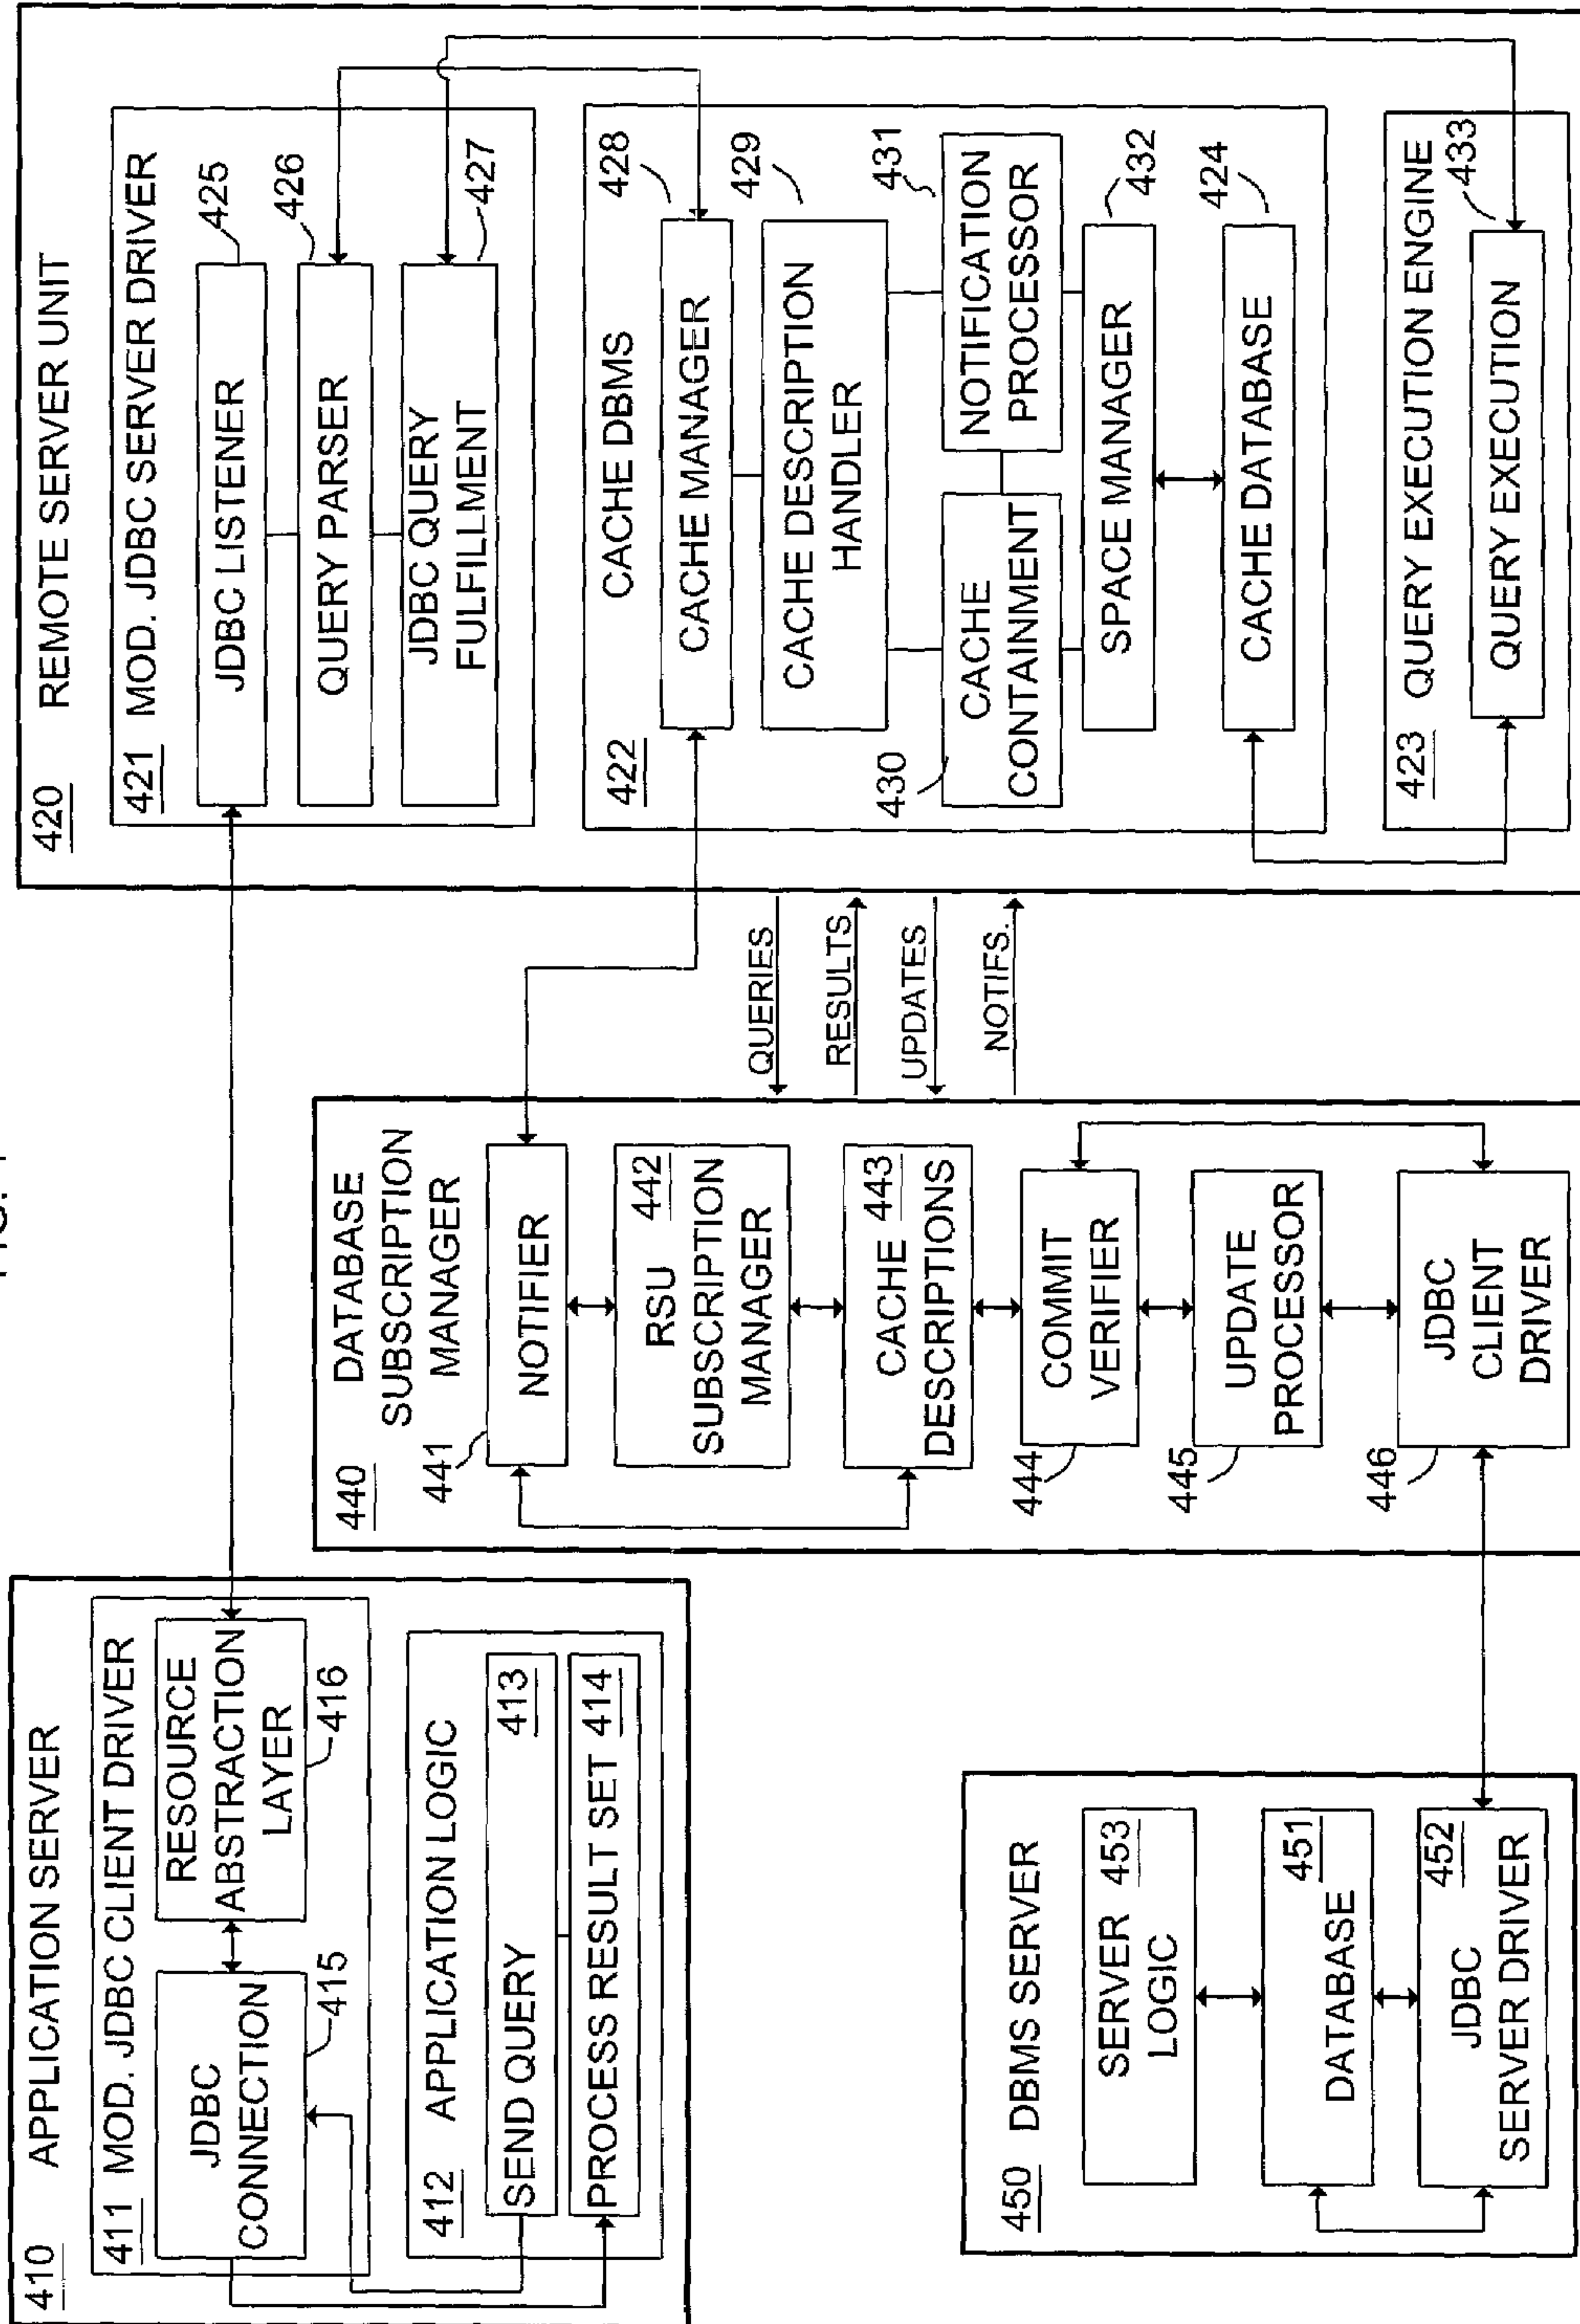 FIG. 4
410 APPLICATION SERVER
411 MOD. JDBC CLIENT DRIVER
JDBC
CONNECTION
415
RESOURCE
ABSTRACTION
LAYER
416
412 APPLICATION LOGIC
SEND QUERY 413
PROCESS RESULT SET 414
420 REMOTE SERVER UNIT
421 MOD. JDBC SERVER DRIVER
JDBC LISTENER
425
QUERY PARSER
426
JDBC QUERY
FULFILLMENT
427
422 CACHE DBMS
CACHE MANAGER
428
CACHE DESCRIPTION
HANDLER
429
430
CACHE
CONTAINMENT
NOTIFICATION
PROCESSOR
431
SPACE MANAGER
432
CACHE DATABASE
424
423 QUERY EXECUTION ENGINE
QUERY EXECUTION
433
QUERIES
RESULTS
UPDATES
NOTIFS.
440 DATABASE
SUBSCRIPTION
MANAGER
441
NOTIFIER
RSU 442
SUBSCRIPTION
MANAGER
CACHE 443
DESCRIPTIONS
444
COMMIT
VERIFIER
445
UPDATE
PROCESSOR
446
JDBC
CLIENT
DRIVER
450 DBMS SERVER
SERVER 453
LOGIC
DATABASE 451
JDBC 452
SERVER DRIVER